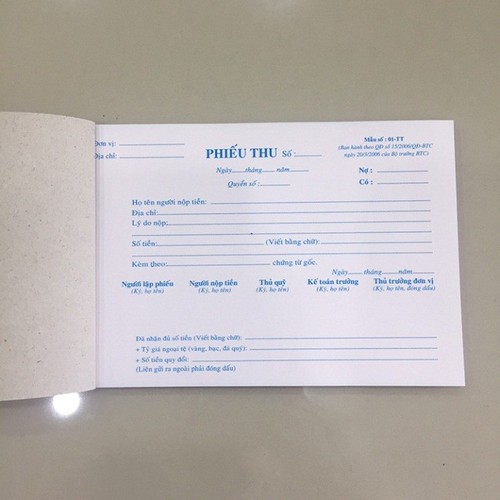 Đơn vị:
Địa chỉ:
PHIẾU THU Số:
Mẫu số : 01-TT
(Ban hành theo QĐ số 15/2006/QĐ-BTC
ngày 20/3/2006 của Bộ trưởng BTC)
Ngày......tháng......năm......
Quyển số:
Nợ :
Có :
Họ tên người nộp tiền:
Địa chỉ:
Lý do nộp:
Số tiền: (Viết bằng chữ):
Kèm theo: chứng từ gốc.
Ngày......tháng......năm......
Người lập phiếu Người nộp tiền Thủ quỹ Kế toán trưởng Thủ trưởng đơn vị
(Ký, họ tên) (Ký, họ tên) (Ký, họ tên) (Ký, họ tên) (Ký, họ tên, đóng dấu)
Đã nhận đủ số tiền (Viết bằng chữ):
+ Tỷ giá ngoại tệ (vàng, bạc, đá quý):
+ Số tiền quy đổi:
(Liên gửi ra ngoài phải đóng dấu)